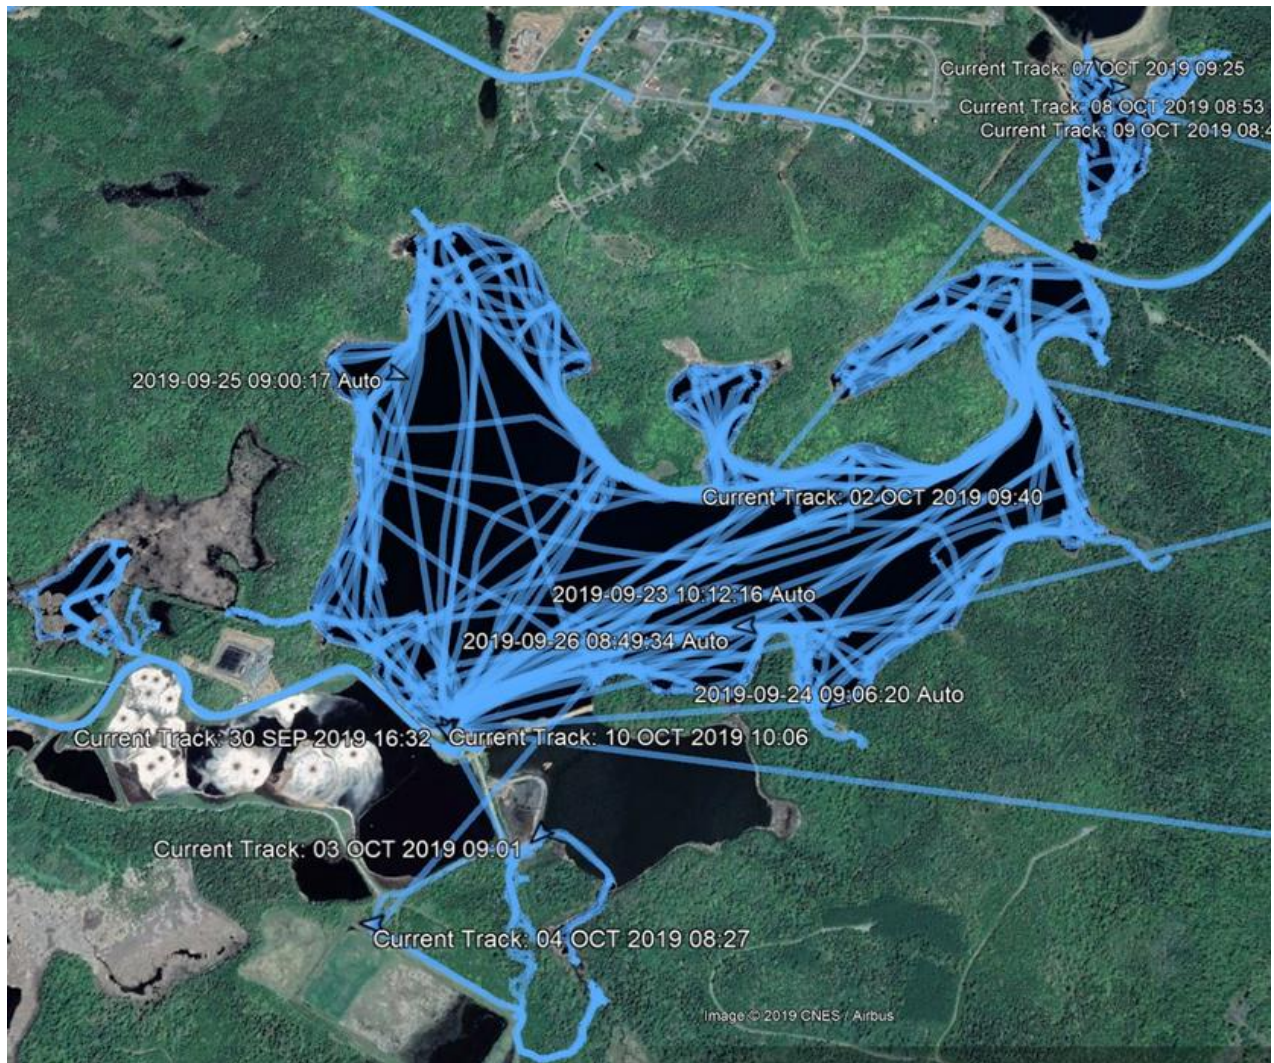 Current Track: 07 OCT 2019 09:25
Current Track: 08 OCT 2019 08:53
Current Track: 09 OCT 2019 08:4
2019-09-25 09:00:17 Auto
Current Track: 02 OCT 2019 09:40
2019-09-23 10:12:16 Auto
2019-09-26 08:49:34 Auto
2019-09-24 09:06:20 Auto
Current Track: 30 SEP 2019 16:32
Current Track: 10 OCT 2019 10:06
Current Track: 03 OCT 2019 09:01
Current Track: 04 OCT 2019 08:27
Image © 2019 CNES / Airbus